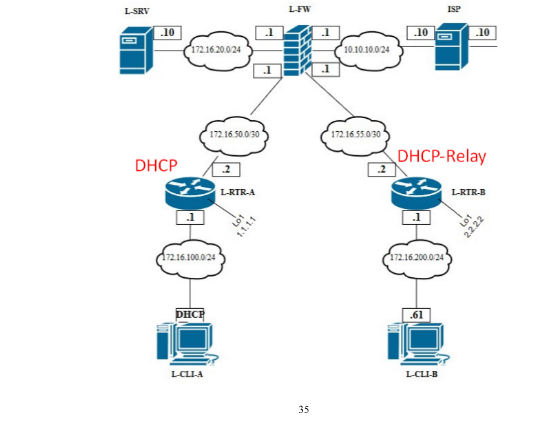 L-SRV
L-FW
ISP
.10
.1
.1
.10
.10
172.16.20.0/24
10.10.10.0/24
.1
.1
172.16.50.0/30
172.16.55.0/30
DHCP
DHCP-Relay
.2
.2
L-RTR-A
L-RTR-B
.1
Lo1
1.1.1.1
.1
Lo1
2.2.2.2
172.16.100.0/24
172.16.200.0/24
DHCP
.61
L-CLI-A
L-CLI-B
35